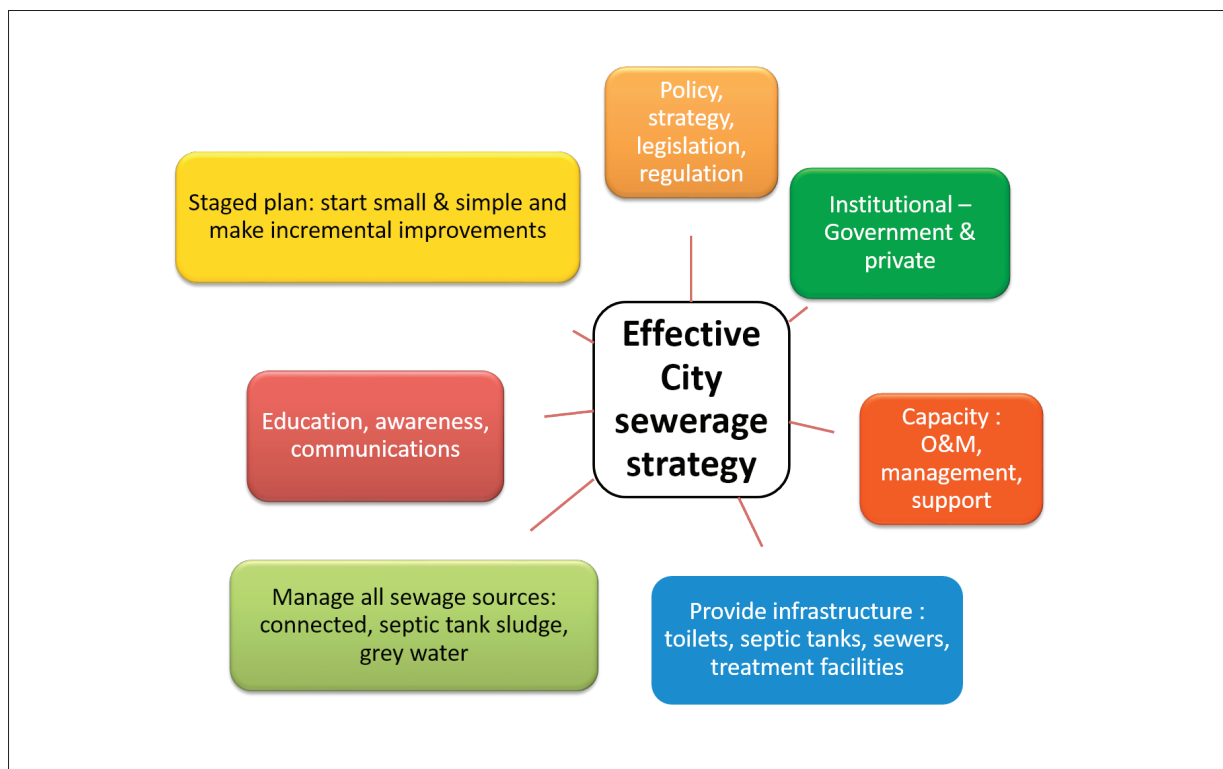 Policy,
strategy,
legislation,
regulation
Institutional –
Government &
private
Capacity :
O&M,
management,
support
Provide infrastructure :
toilets, septic tanks, sewers,
treatment facilities
Manage all sewage sources:
connected, septic tank sludge,
grey water
Education, awareness,
communications
Staged plan: start small & simple and
make incremental improvements
Effective
City
sewerage
strategy